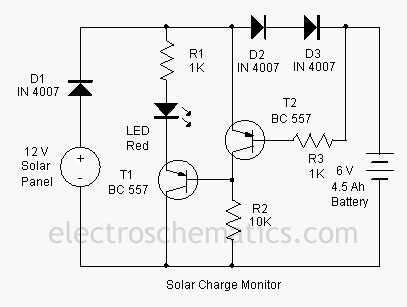 D1
IN 4007
12 V
Solar
Panel
+
-
R1
1K
LED
Red
T1
BC 557
D2
IN 4007
D3
IN 4007
T2
BC 557
R3
1K
R2
10K
6 V
4.5 Ah
Battery
electroschematics.com
Solar Charge Monitor